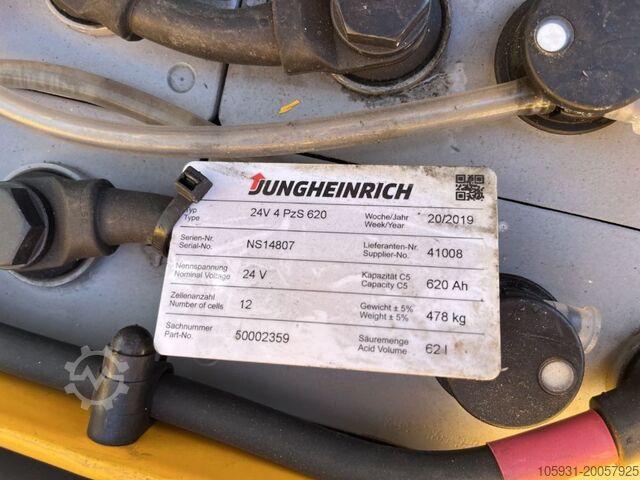 JUNGHEINRICH
Typ 24V 4 PzS 620 Woche/Jahr 20/2019
Type Week/Year
Serien-Nr. NS14807 Lieferanten-Nr. 41008
Serial-No. Supplier-No.
Nennspannung 24 V Kapazität C5 620 Ah
Nominal Voltage Capacity C5
Zellenanzahl 12 Gewicht ± 5% 478 kg
Number of cells Weight ± 5%
Sachnummer 50002359 Säuremenge 62 l
Part-No. Acid Volume
Machineseeker
105931-20057925